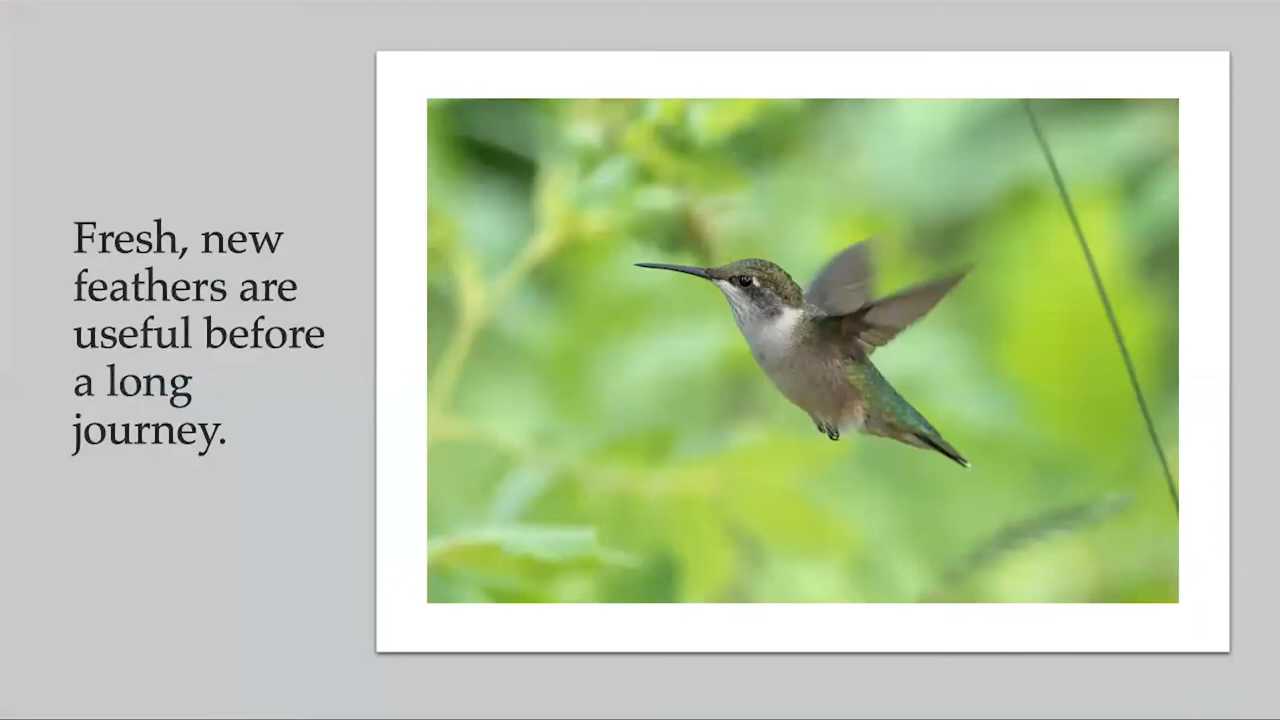 Fresh, new
feathers are
useful before
a long
journey.